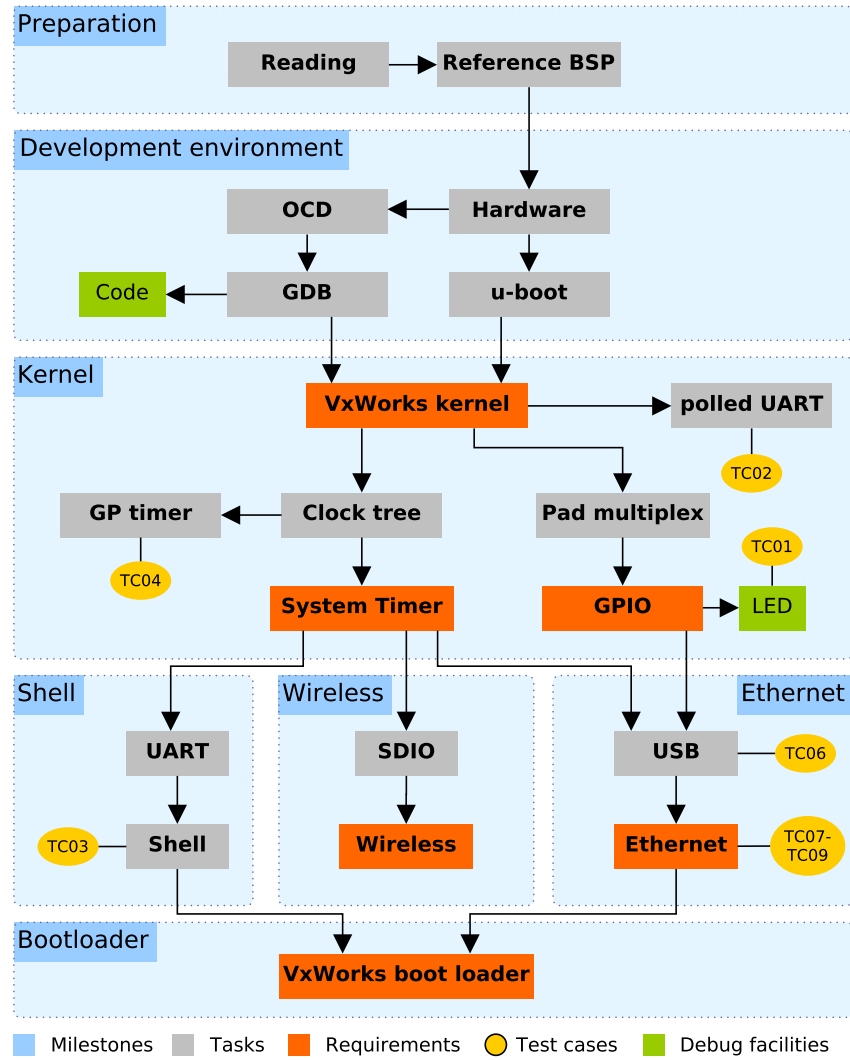 Preparation
Reading
Reference BSP
Development environment
OCD
Hardware
Code
GDB
u-boot
Kernel
VxWorks kernel
polled UART
TC02
GP timer
Clock tree
Pad multiplex
TC01
TC04
System Timer
GPIO
LED
Shell
Wireless
Ethernet
UART
SDIO
USB
TC06
TC03
Shell
Wireless
Ethernet
TC07-
TC09
Bootloader
VxWorks boot loader
Milestones
Tasks
Requirements
Test cases
Debug facilities